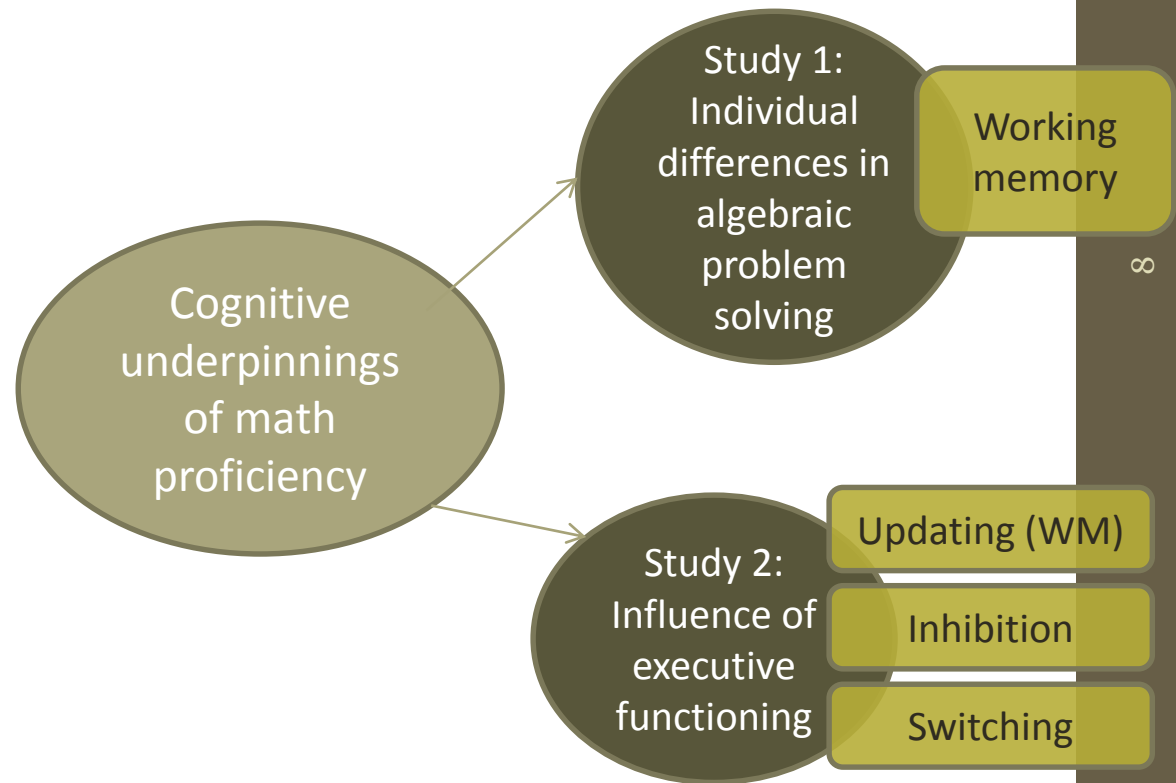 Study 1:
Individual
differences in
algebraic
problem
solving
Working
memory
8
Cognitive
underpinnings
of math
proficiency
Study 2:
Influence of
executive
functioning
Updating (WM)
Inhibition
Switching